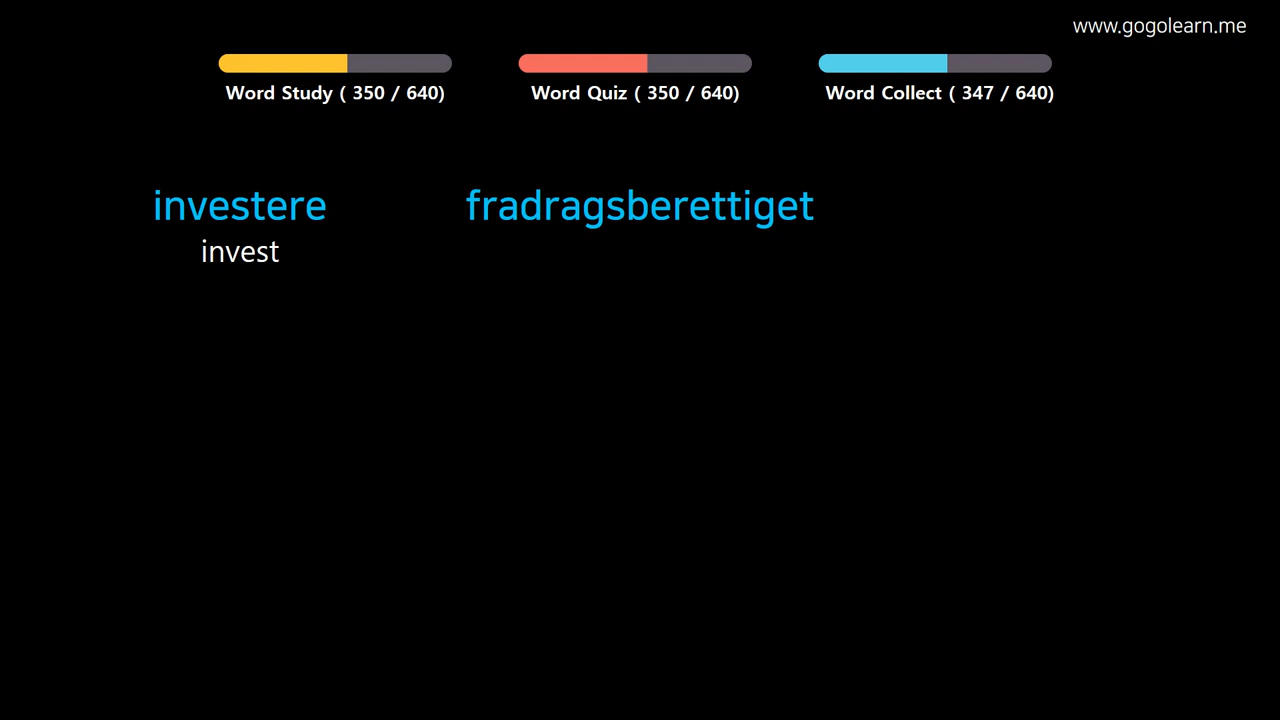 www.gogolearn.me
Word Study ( 350 / 640)
Word Quiz ( 350 / 640)
Word Collect ( 347 / 640)
investere
invest
fradragsberettiget